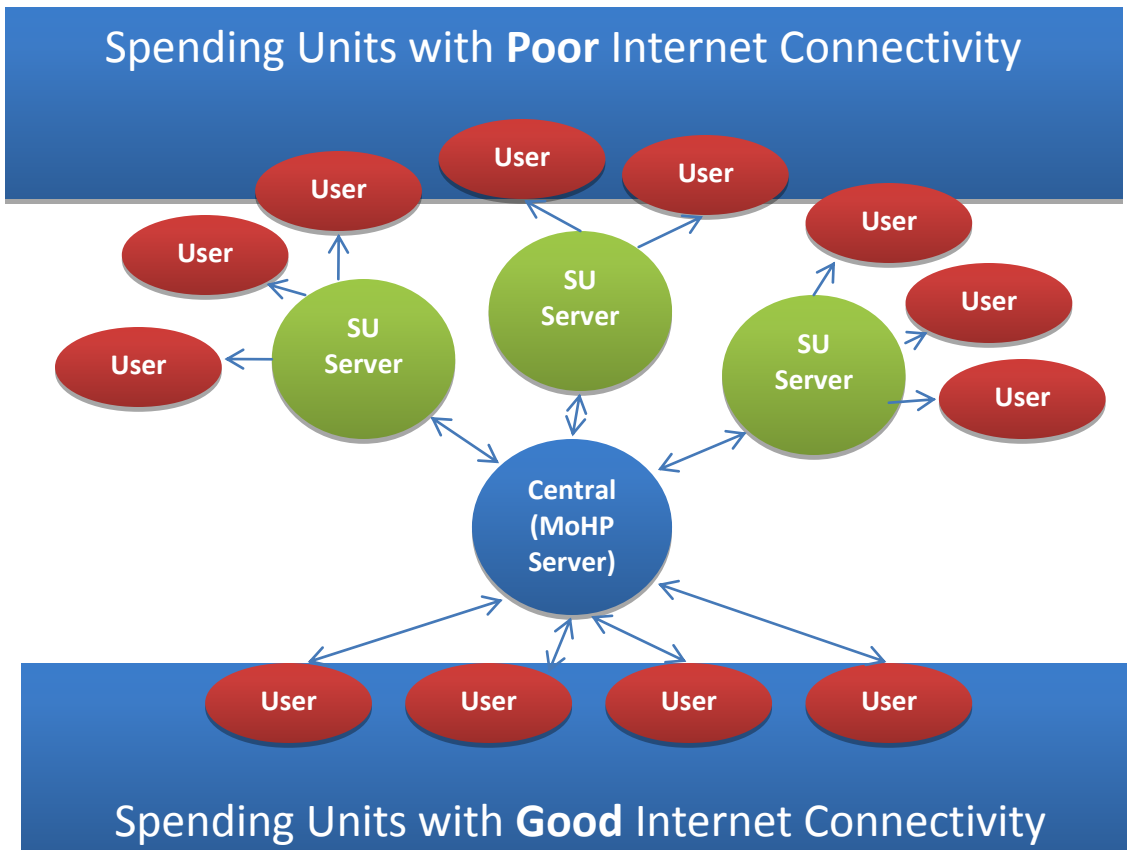 Spending Units with Poor Internet Connectivity
User
User
User
User
User
User
User
User
SU
Server
SU
Server
SU
Server
Central
(MoHP
Server)
User
User
User
User
Spending Units with Good Internet Connectivity